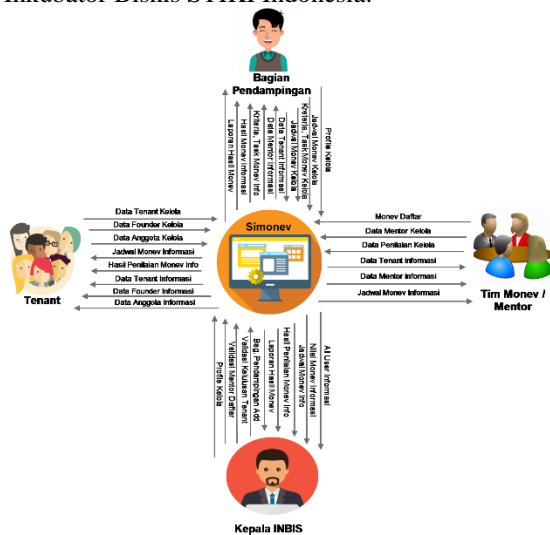 Inkubator Bisnis STIKI Indonesia.
Bagian
Pendampingan
Laporan Hasil Monev
Hasil Monev Informasi
Kriteria, Task Monev Info
Data Mentor Informasi
Data Tenant Informasi
Jadwal Monev Kelola
Kreteria, Task Monev Kelola
Jadwal Monev Kelola
Profile Kelola
Data Tenant Kelola
Data Founder Kelola
Data Anggota Kelola
Jadwal Monev Informasi
Hasil Penilaian Monev Info
Data Tenant Informasi
Data Founder Informasi
Data Anggota Informasi
Tenant
Simonev
Monev Daftar
Data Mentor Kelola
Data Penilaian Kelola
Data Tenant Informasi
Data Mentor Informasi
Jadwal Monev Informasi
Tim Monev /
Mentor
Profile Kelola
Validasi Mentor Daftar
Validasi Kelulusan Tenant
Bag. Pendampingan Add
Laporan Hasil Monev
Hasil Penilaian Monev Info
Jadwal Monev Info
Nilai Monev Informasi
All User Informasi
Kepala INBIS